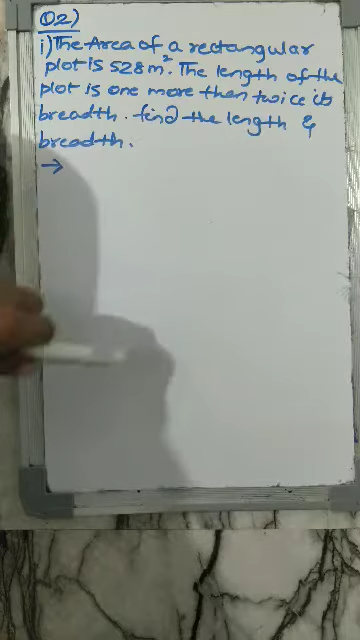 Q2)
i) The Area of a rectangular
plot is 528 m². The length of the
plot is one more then twice its
breadth. find the length &
breadth.
→